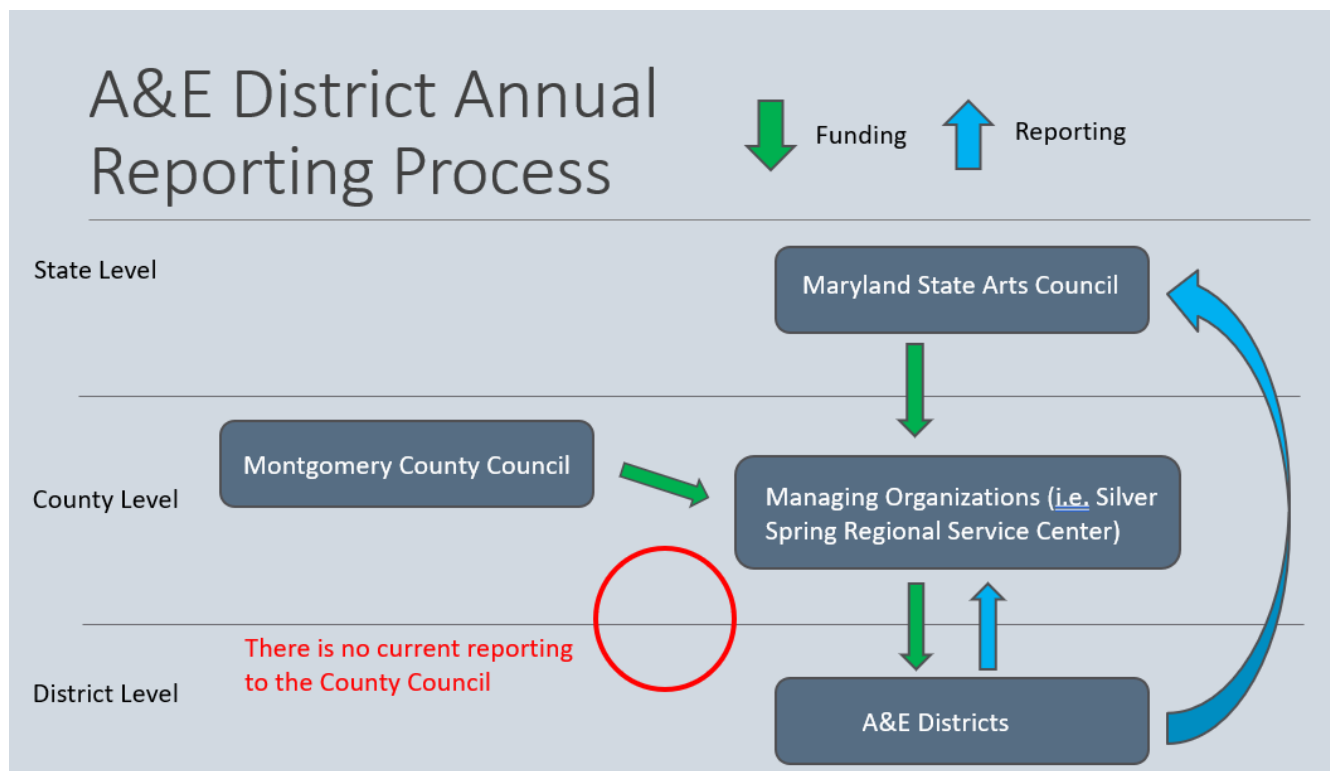 A&E District Annual
Reporting Process
Funding
Reporting
State Level
Maryland State Arts Council
Montgomery County Council
County Level
Managing Organizations (i.e. Silver
Spring Regional Service Center)
There is no current reporting
to the County Council
District Level
A&E Districts